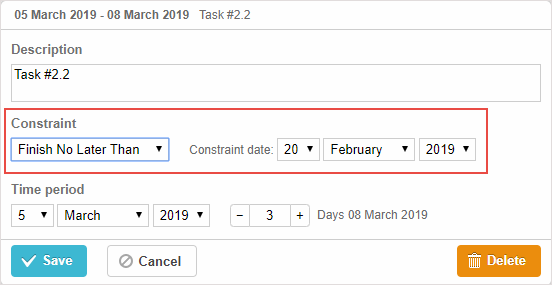 05 March 2019 - 08 March 2019 Task #2.2
Description
Task #2.2
Constraint
Finish No Later Than Constraint date: 20 February 2019
Time period
5 March 2019 − 3 + Days 08 March 2019
Save Cancel Delete